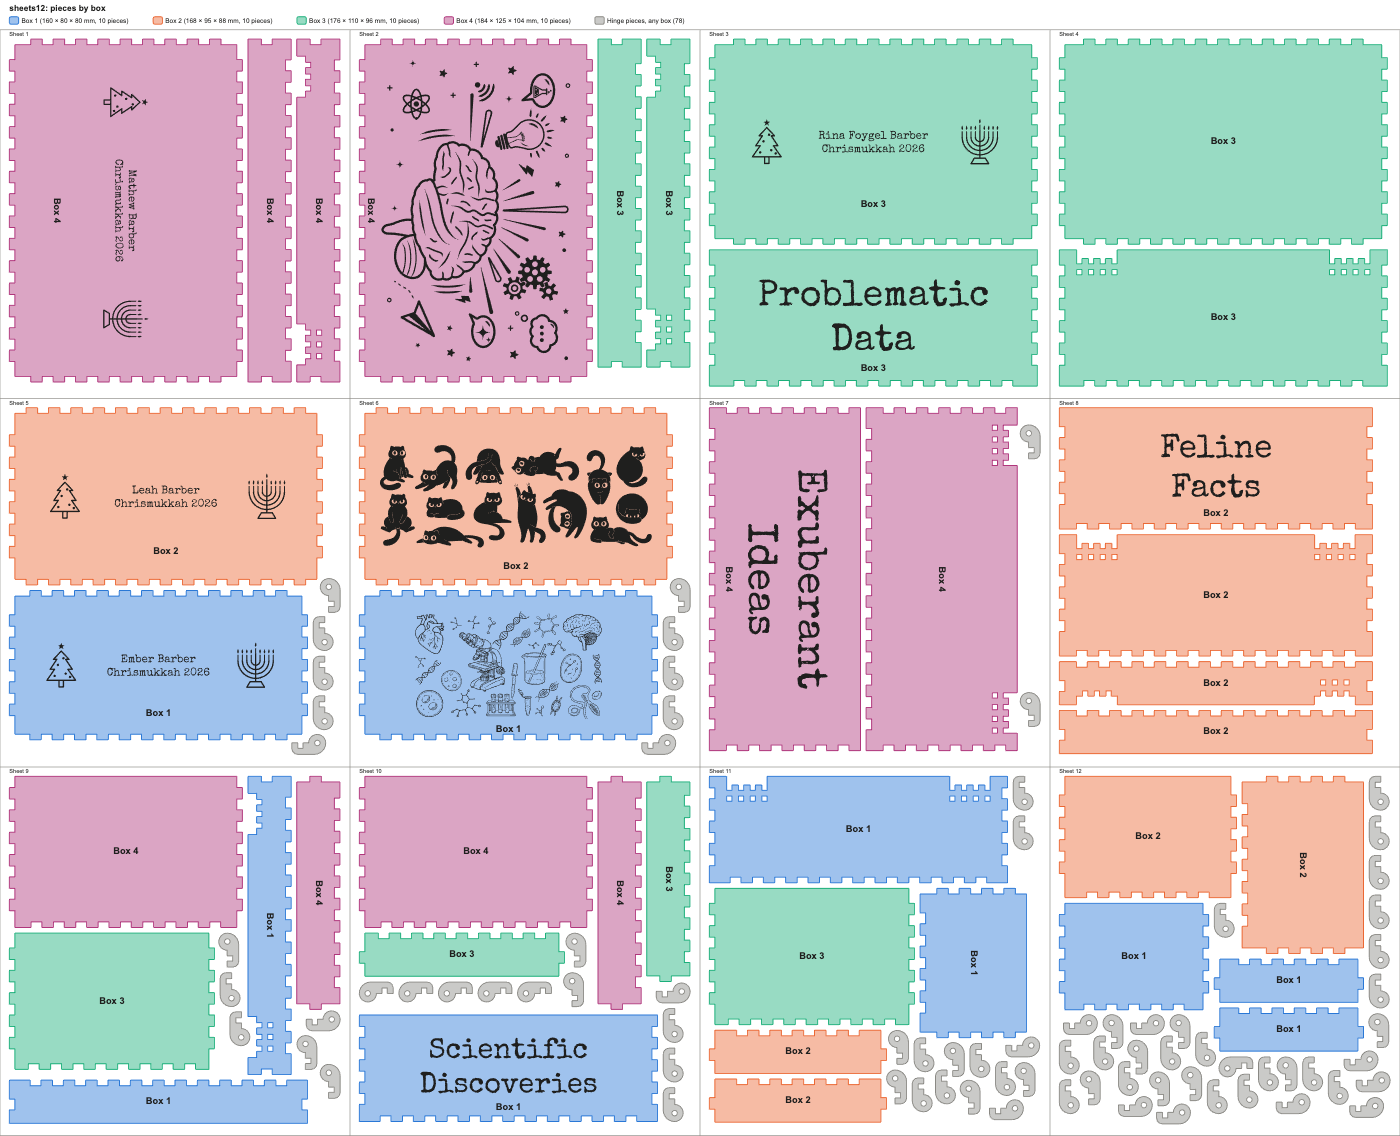 sheets12: pieces by box
Box 1 (160 × 80 × 80 mm, 10 pieces)
Box 2 (168 × 95 × 88 mm, 10 pieces)
Box 3 (176 × 110 × 96 mm, 10 pieces)
Box 4 (184 × 125 × 104 mm, 10 pieces)
Hinge pieces, any box (78)
Sheet 1
Box 4
Mathew Barber
Chrismukkah 2026
Box 4
Box 4
Sheet 2
Box 4
Box 3
Box 3
Sheet 3
Rina Foygel Barber
Chrismukkah 2026
Box 3
Problematic
Data
Box 3
Sheet 4
Box 3
Box 3
Sheet 5
Leah Barber
Chrismukkah 2026
Box 2
Ember Barber
Chrismukkah 2026
Box 1
Sheet 6
Box 2
Box 1
Sheet 7
Exuberant
Ideas
Box 4
Box 4
Sheet 8
Feline
Facts
Box 2
Box 2
Box 2
Box 2
Sheet 9
Box 4
Box 1
Box 4
Box 3
Box 1
Sheet 10
Box 4
Box 4
Box 3
Box 3
Scientific
Discoveries
Box 1
Sheet 11
Box 1
Box 3
Box 1
Box 2
Box 2
Sheet 12
Box 2
Box 2
Box 1
Box 1
Box 1